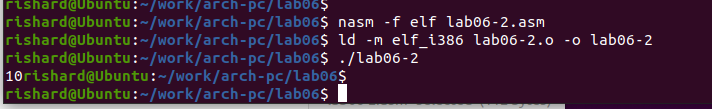 rishard@Ubuntu:~/work/arch-pc/lab06$
rishard@Ubuntu:~/work/arch-pc/lab06$ nasm -f elf lab06-2.asm
rishard@Ubuntu:~/work/arch-pc/lab06$ ld -m elf_i386 lab06-2.o -o lab06-2
rishard@Ubuntu:~/work/arch-pc/lab06$ ./lab06-2
10rishard@Ubuntu:~/work/arch-pc/lab06$
rishard@Ubuntu:~/work/arch-pc/lab06$